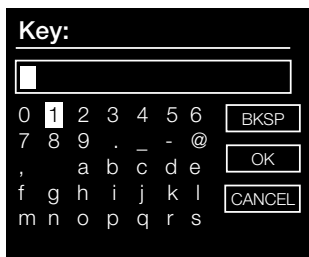 Key:
0 1 2 3 4 5 6 BKSP
7 8 9 . _ - @
, a b c d e OK
f g h i j k l CANCEL
m n o p q r s